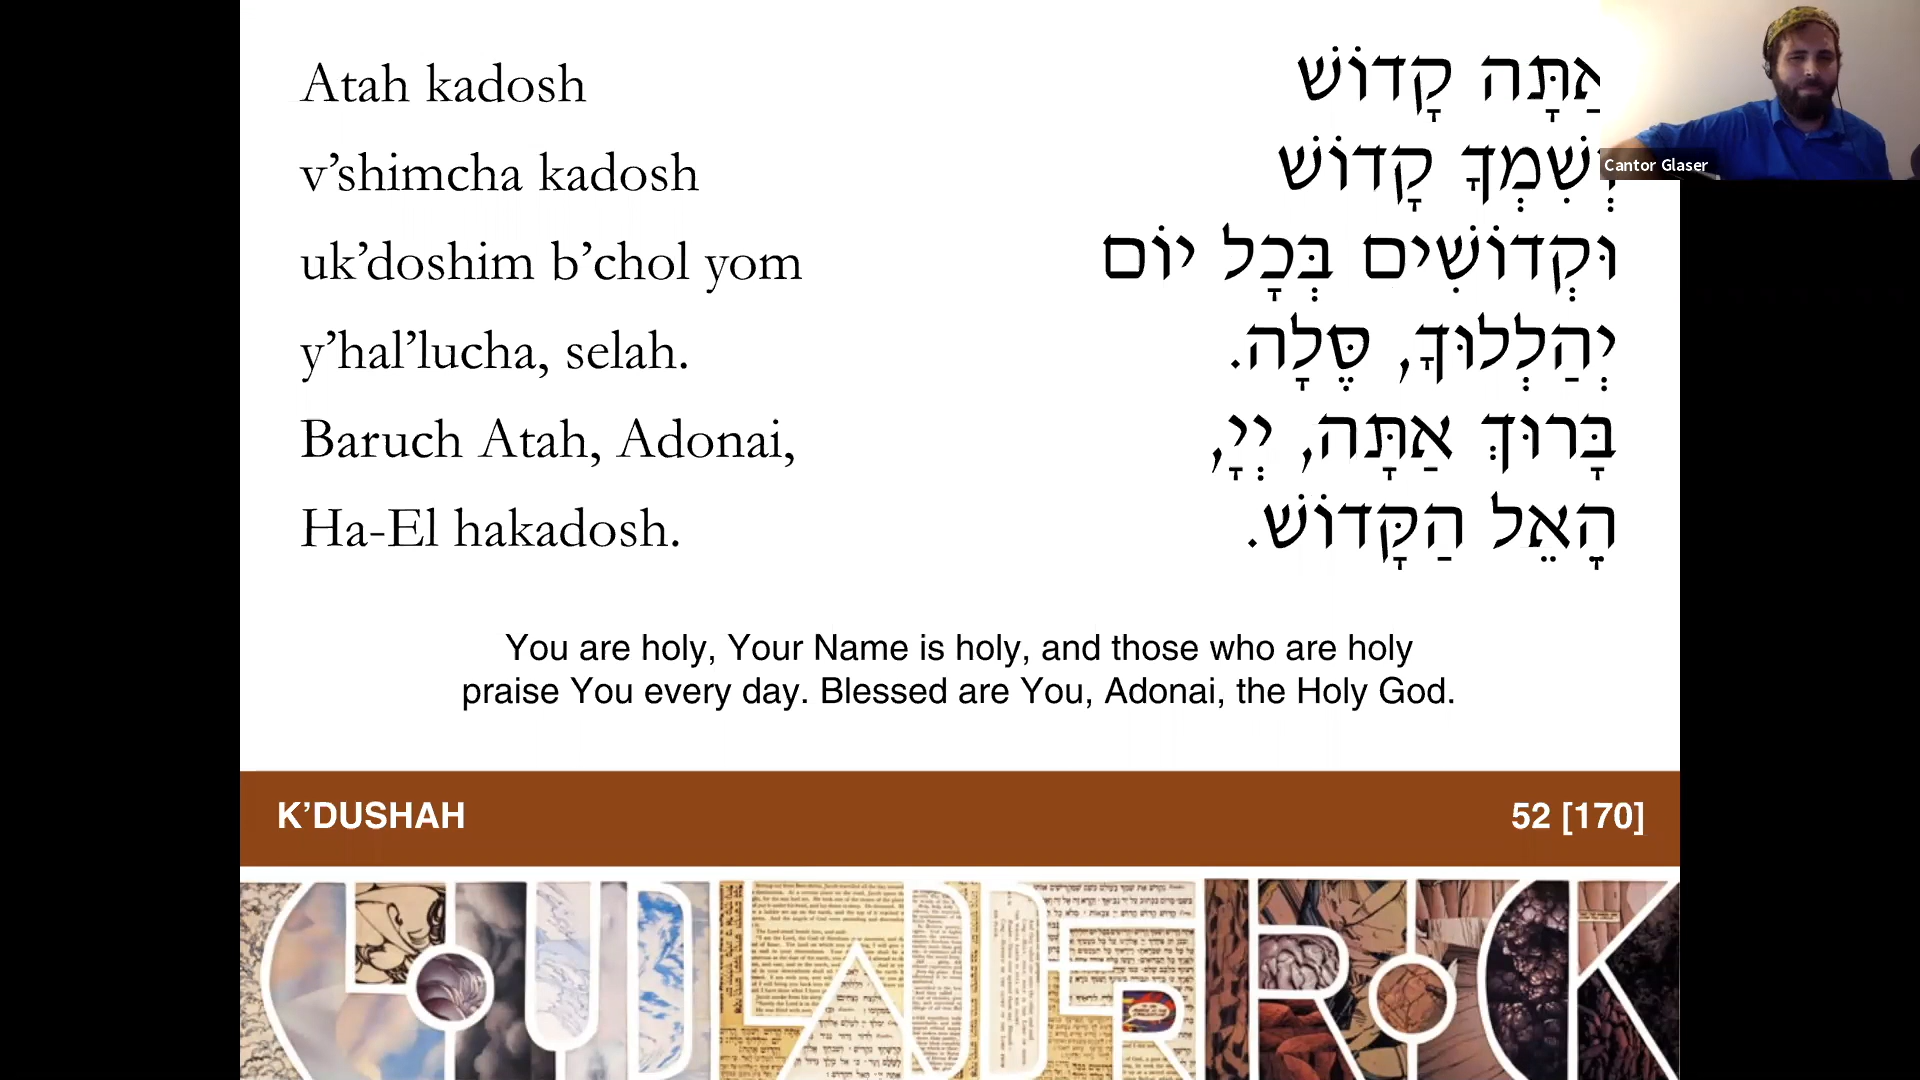 Atah kadosh
v’shimcha kadosh
uk’doshim b’chol yom
y’hal’lucha, selah.
Baruch Atah, Adonai,
Ha-El hakadosh.
אַתָּה קָדוֹשׁ
וְשִׁמְךָ קָדוֹשׁ
וּקְדוֹשִׁים בְּכָל יוֹם
יְהַלְלוּךָ, סֶּלָה.
בָּרוּךְ אַתָּה, יְיָ,
הָאֵל הַקָּדוֹשׁ.
Cantor Glaser
You are holy, Your Name is holy, and those who are holy
praise You every day. Blessed are You, Adonai, the Holy God.
K’DUSHAH
52 [170]